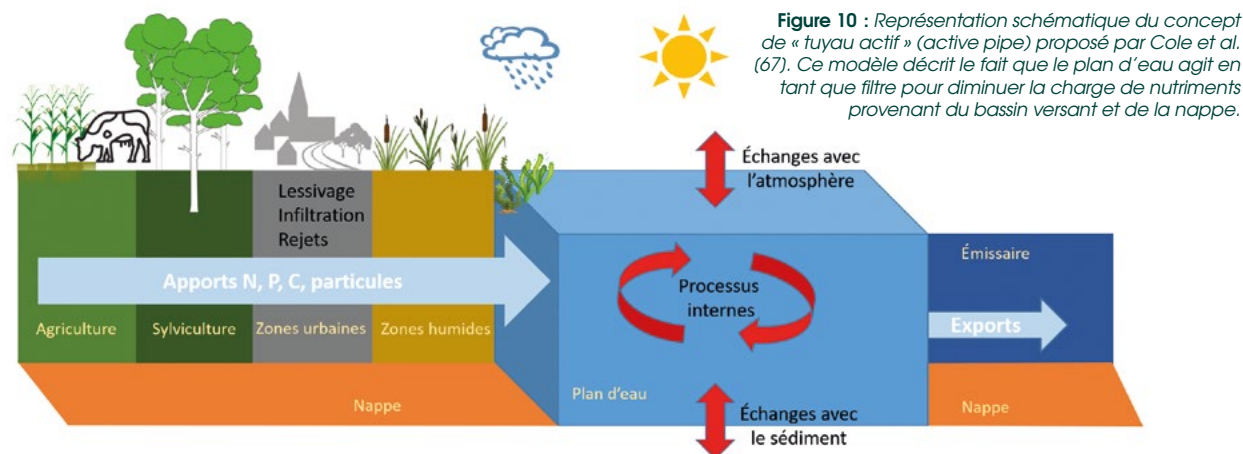 Figure 10 : Représentation schématique du concept
de « tuyau actif » (active pipe) proposé par Cole et al.
(67). Ce modèle décrit le fait que le plan d’eau agit en
tant que filtre pour diminuer la charge de nutriments
provenant du bassin versant et de la nappe.
Échanges avec
l’atmosphère
Lessivage
Infiltration
Rejets
Apports N, P, C, particules
Agriculture
Sylviculture
Zones urbaines
Zones humides
Processus
internes
Émissaire
Exports
Plan d’eau
Nappe
Échanges avec
le sédiment
Nappe